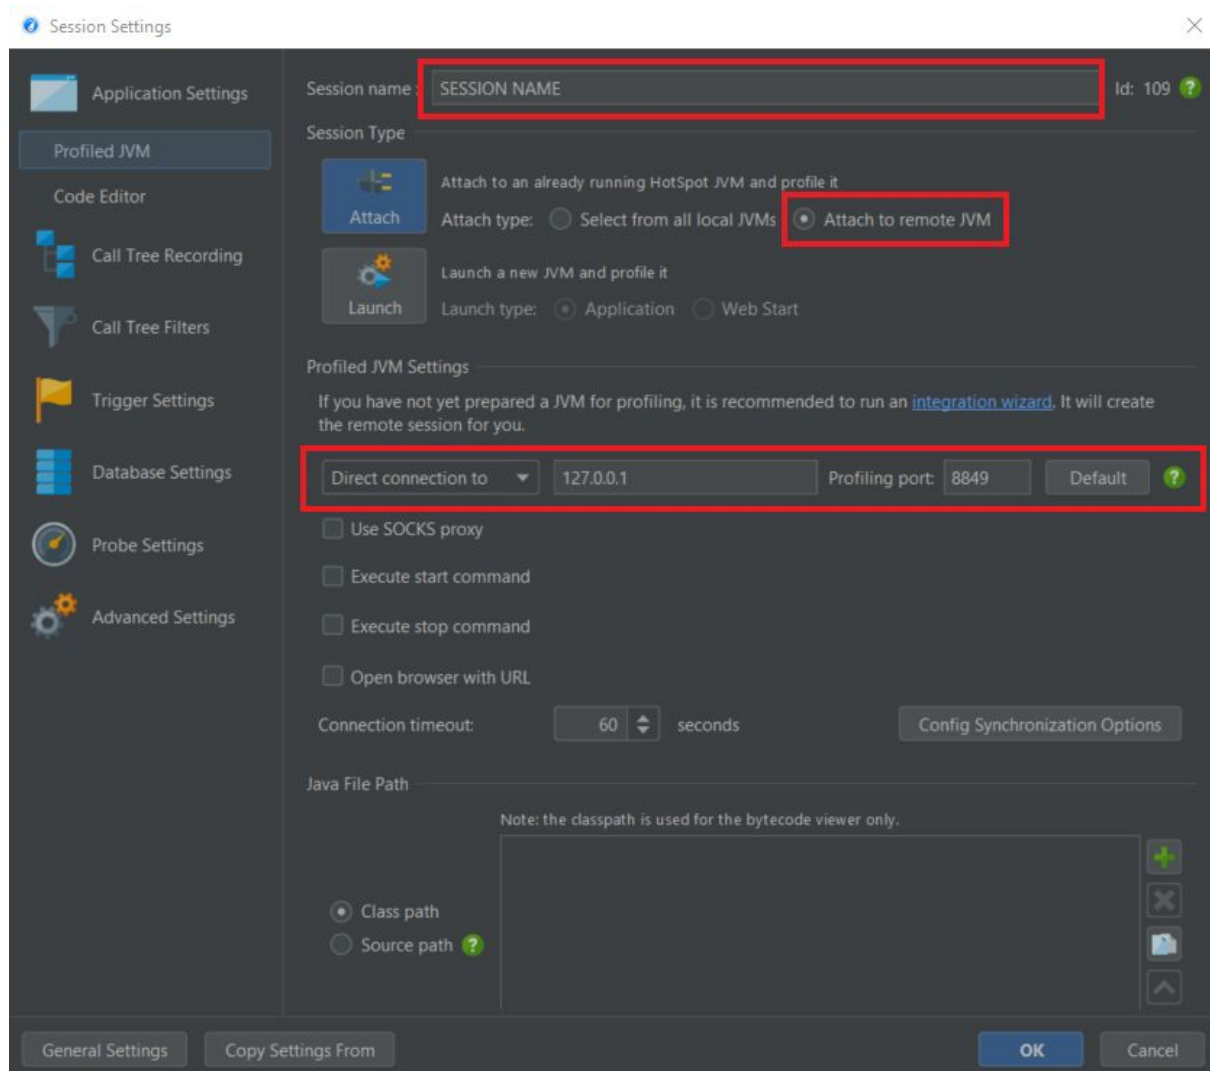 Session Settings
Application Settings
Profiled JVM
Code Editor
Call Tree Recording
Call Tree Filters
Trigger Settings
Database Settings
Probe Settings
Advanced Settings
Session name : SESSION NAME Id: 109 ?
Session Type
Attach
Attach to an already running HotSpot JVM and profile it
Attach type: Select from all local JVMs Attach to remote JVM
Launch
Launch a new JVM and profile it
Launch type: Application Web Start
Profiled JVM Settings
If you have not yet prepared a JVM for profiling, it is recommended to run an integration wizard. It will create
the remote session for you.
Direct connection to 127.0.0.1 Profiling port: 8849 Default ?
Use SOCKS proxy
Execute start command
Execute stop command
Open browser with URL
Connection timeout: 60 seconds Config Synchronization Options
Java File Path
Note: the classpath is used for the bytecode viewer only.
Class path
Source path ?
General Settings Copy Settings From OK Cancel